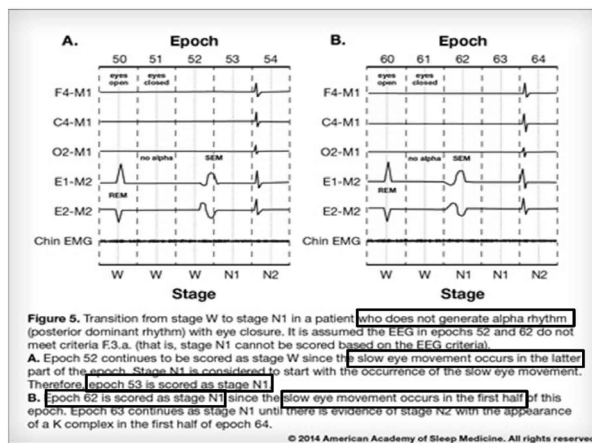 A. Epoch
50 51 52 53 54
eyes open eyes closed
F4-M1
C4-M1
O2-M1
no alpha SEM
E1-M2
REM
E2-M2
Chin EMG
W W W N1 N2
Stage
B. Epoch
60 61 62 63 64
eyes open eyes closed
F4-M1
C4-M1
O2-M1
no alpha SEM
E1-M2
REM
E2-M2
Chin EMG
W W N1 N1 N2
Stage
Figure 5. Transition from stage W to stage N1 in a patient who does not generate alpha rhythm
(posterior dominant rhythm) with eye closure. It is assumed the EEG in epochs 52 and 62 do not
meet criteria F.3.a. (that is, stage N1 cannot be scored based on the EEG criteria).
A. Epoch 52 continues to be scored as stage W since the slow eye movement occurs in the latter
part of the epoch. Stage N1 is considered to start with the occurrence of the slow eye movement.
Therefore, epoch 53 is scored as stage N1.
B. Epoch 62 is scored as stage N1 since the slow eye movement occurs in the first half of this
epoch. Epoch 63 continues as stage N1 until there is evidence of stage N2 with the appearance
of a K complex in the first half of epoch 64.
© 2014 American Academy of Sleep Medicine. All rights reserved